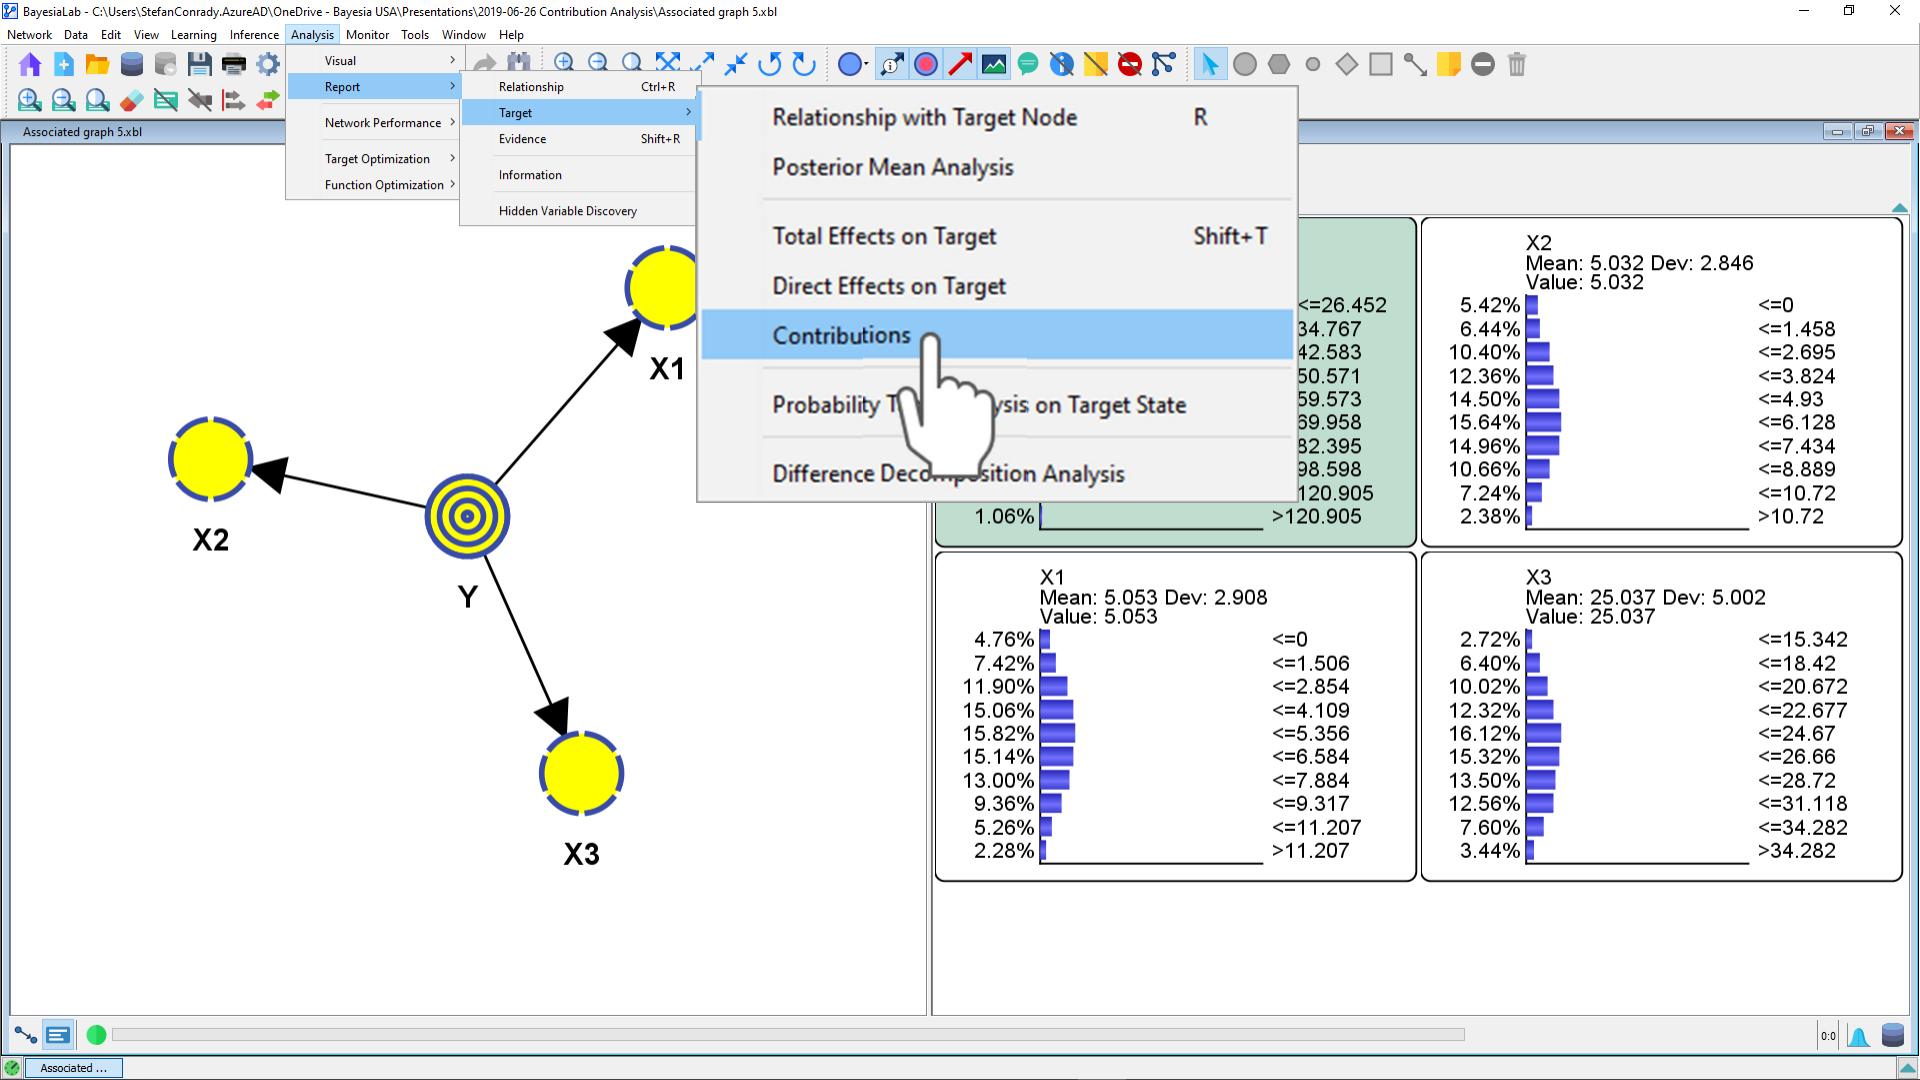 BayesiaLab - C:\Users\StefanConrady.AzureAD\OneDrive - Bayesia USA\Presentations\2019-06-26 Contribution Analysis\Associated graph 5.xbl
Network Data Edit View Learning Inference Analysis Monitor Tools Window Help
Associated graph 5.xbl
Visual
Report
Network Performance
Target Optimization
Function Optimization
Relationship Ctrl+R
Target
Evidence Shift+R
Information
Hidden Variable Discovery
Relationship with Target Node R
Posterior Mean Analysis
Total Effects on Target Shift+T
Direct Effects on Target
Contributions
Probability T ysis on Target State
Difference Decomposition Analysis
X1
X2
Y
X3
<=26.452
34.767
42.583
50.571
59.573
69.958
82.395
98.598
120.905
1.06% >120.905
X2
Mean: 5.032 Dev: 2.846
Value: 5.032
5.42% <=0
6.44% <=1.458
10.40% <=2.695
12.36% <=3.824
14.50% <=4.93
15.64% <=6.128
14.96% <=7.434
10.66% <=8.889
7.24% <=10.72
2.38% >10.72
X1
Mean: 5.053 Dev: 2.908
Value: 5.053
4.76% <=0
7.42% <=1.506
11.90% <=2.854
15.06% <=4.109
15.82% <=5.356
15.14% <=6.584
13.00% <=7.884
9.36% <=9.317
5.26% <=11.207
2.28% >11.207
X3
Mean: 25.037 Dev: 5.002
Value: 25.037
2.72% <=15.342
6.40% <=18.42
10.02% <=20.672
12.32% <=22.677
16.12% <=24.67
15.32% <=26.66
13.50% <=28.72
12.56% <=31.118
7.60% <=34.282
3.44% >34.282
0:0
Associated ...